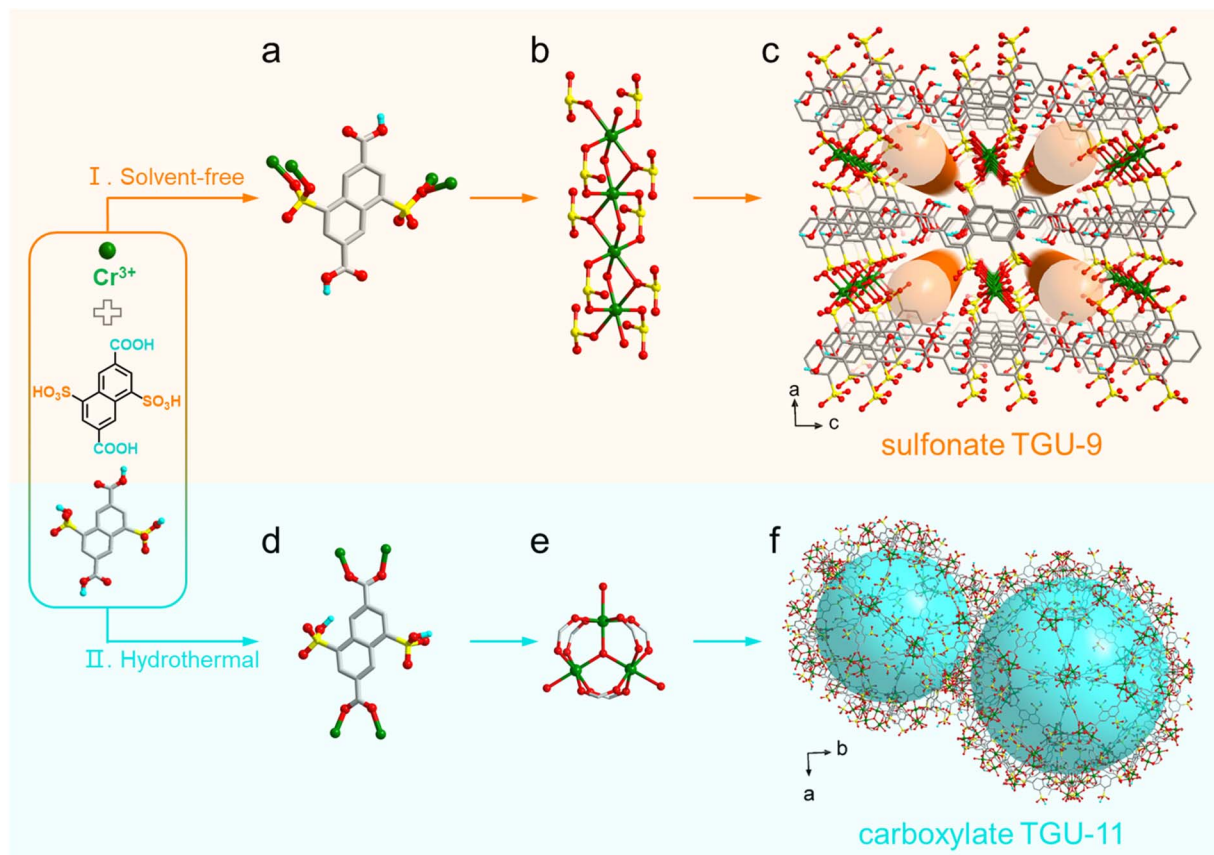 a
b
c
Ⅰ. Solvent-free
Cr³⁺
COOH
HO₃S
SO₃H
COOH
a
c
sulfonate TGU-9
d
e
f
Ⅱ. Hydrothermal
b
a
carboxylate TGU-11